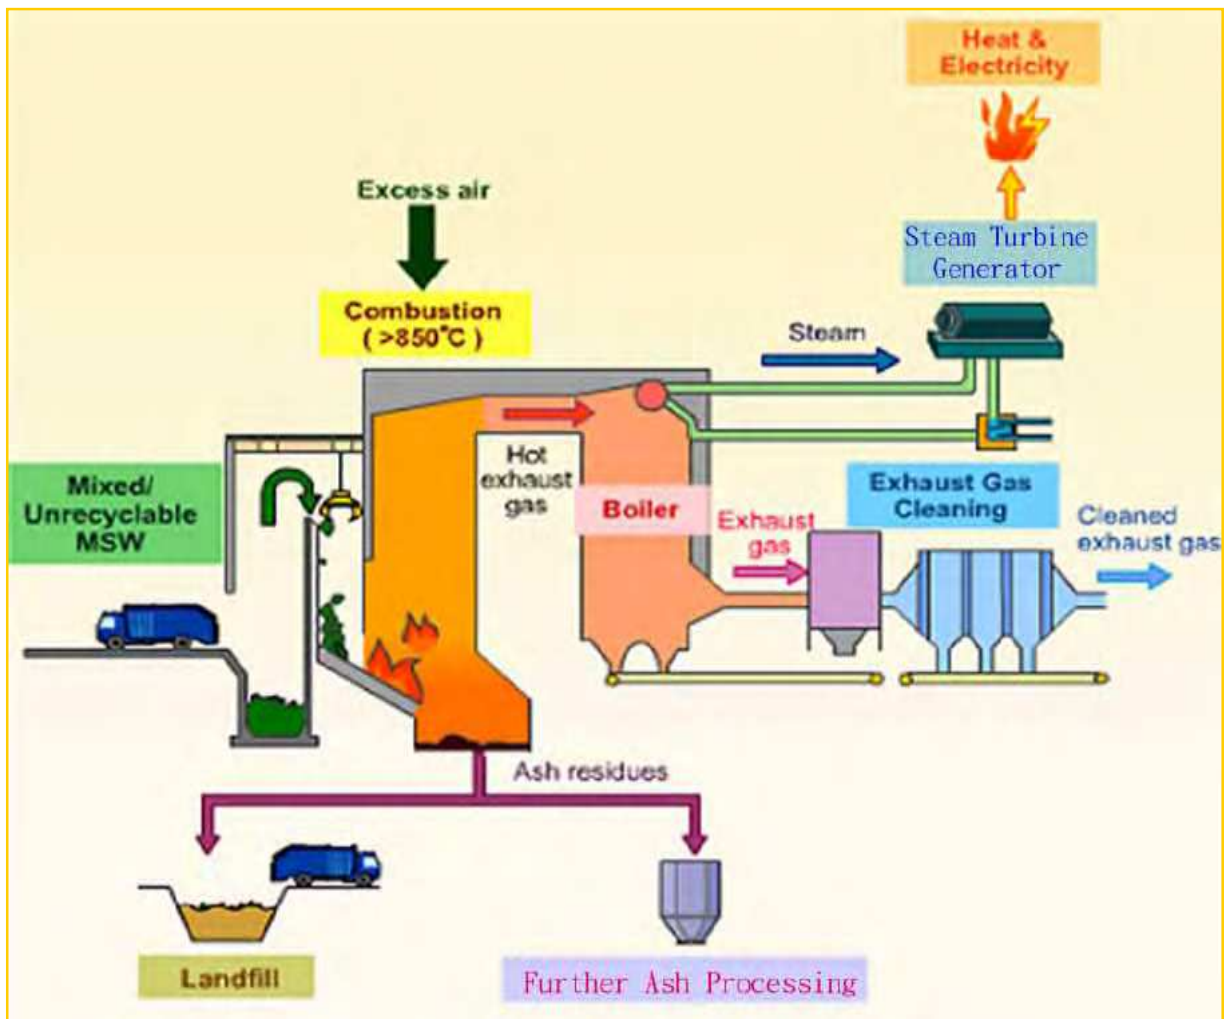 Heat &
Electricity
Excess air
Steam Turbine
Generator
Combustion
( >850°C )
Steam
Mixed/
Unrecyclable
MSW
Hot
exhaust
gas
Boiler
Exhaust
gas
Exhaust Gas
Cleaning
Cleaned
exhaust gas
Ash residues
Landfill
Further Ash Processing